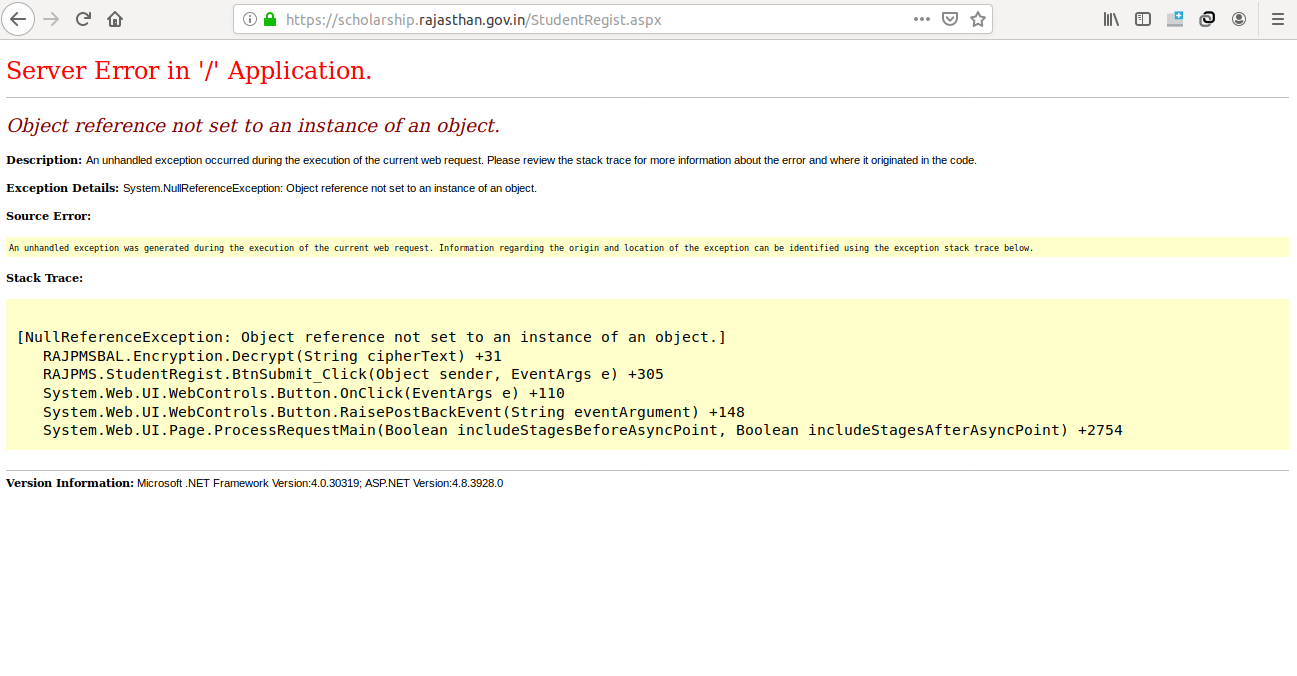 https://scholarship.rajasthan.gov.in/StudentRegist.aspx
Server Error in '/' Application.
Object reference not set to an instance of an object.
Description: An unhandled exception occurred during the execution of the current web request. Please review the stack trace for more information about the error and where it originated in the code.
Exception Details: System.NullReferenceException: Object reference not set to an instance of an object.
Source Error:
An unhandled exception was generated during the execution of the current web request. Information regarding the origin and location of the exception can be identified using the exception stack trace below.
Stack Trace:
[NullReferenceException: Object reference not set to an instance of an object.]
RAJPMSBAL.Encryption.Decrypt(String cipherText) +31
RAJPMS.StudentRegist.BtnSubmit_Click(Object sender, EventArgs e) +305
System.Web.UI.WebControls.Button.OnClick(EventArgs e) +110
System.Web.UI.WebControls.Button.RaisePostBackEvent(String eventArgument) +148
System.Web.UI.Page.ProcessRequestMain(Boolean includeStagesBeforeAsyncPoint, Boolean includeStagesAfterAsyncPoint) +2754
Version Information: Microsoft .NET Framework Version:4.0.30319; ASP.NET Version:4.8.3928.0